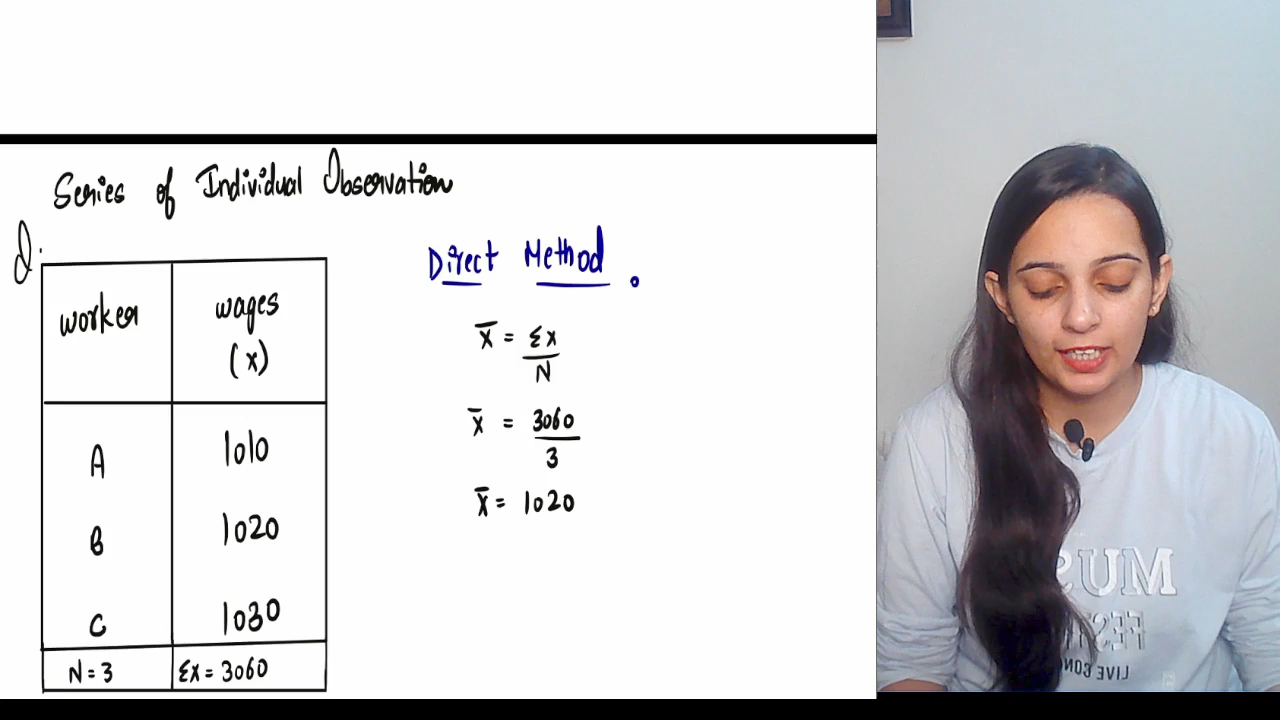 Series of Individual Observation
Q.
worker
wages
(x)
A
1010
B
1020
C
1030
N = 3
Σx = 3060
Direct Method
X̄ = Σx
N
X̄ = 3060
3
X̄ = 1020
LIVE